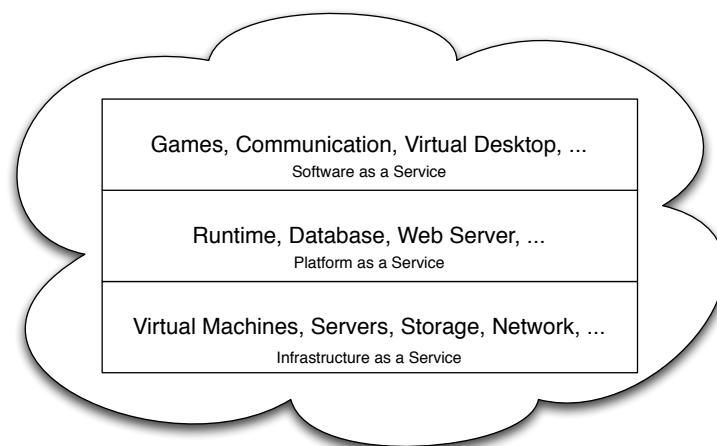 Games, Communication, Virtual Desktop, ...
Software as a Service
Runtime, Database, Web Server, ...
Platform as a Service
Virtual Machines, Servers, Storage, Network, ...
Infrastructure as a Service